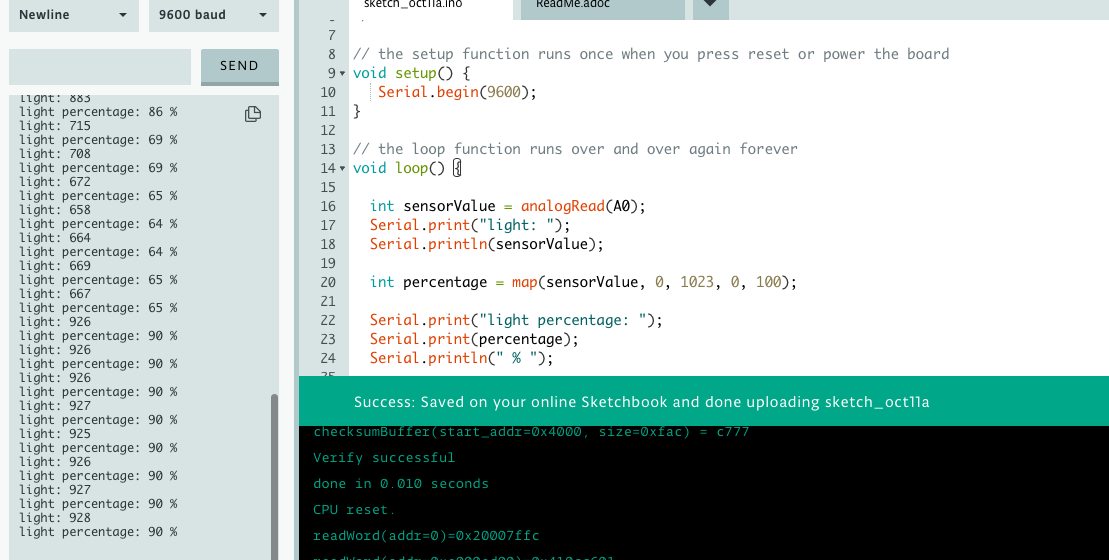 Newline
9600 baud
SEND
light: 883
light percentage: 86 %
light: 715
light percentage: 69 %
light: 708
light percentage: 69 %
light: 672
light percentage: 65 %
light: 658
light percentage: 64 %
light: 664
light percentage: 64 %
light: 669
light percentage: 65 %
light: 667
light percentage: 65 %
light: 926
light percentage: 90 %
light: 926
light percentage: 90 %
light: 926
light percentage: 90 %
light: 927
light percentage: 90 %
light: 925
light percentage: 90 %
light: 926
light percentage: 90 %
light: 927
light percentage: 90 %
light: 928
light percentage: 90 %
sketch_oct11a.ino
ReadMe.adoc
7
8 // the setup function runs once when you press reset or power the board
9 void setup() {
10 Serial.begin(9600);
11 }
12
13 // the loop function runs over and over again forever
14 void loop() {
15
16 int sensorValue = analogRead(A0);
17 Serial.print("light: ");
18 Serial.println(sensorValue);
19
20 int percentage = map(sensorValue, 0, 1023, 0, 100);
21
22 Serial.print("light percentage: ");
23 Serial.print(percentage);
24 Serial.println(" % ");
Success: Saved on your online Sketchbook and done uploading sketch_oct11a
checksumBuffer(start_addr=0x4000, size=0xfac) = c777
Verify successful
done in 0.010 seconds
CPU reset.
readWord(addr=0)=0x20007ffc